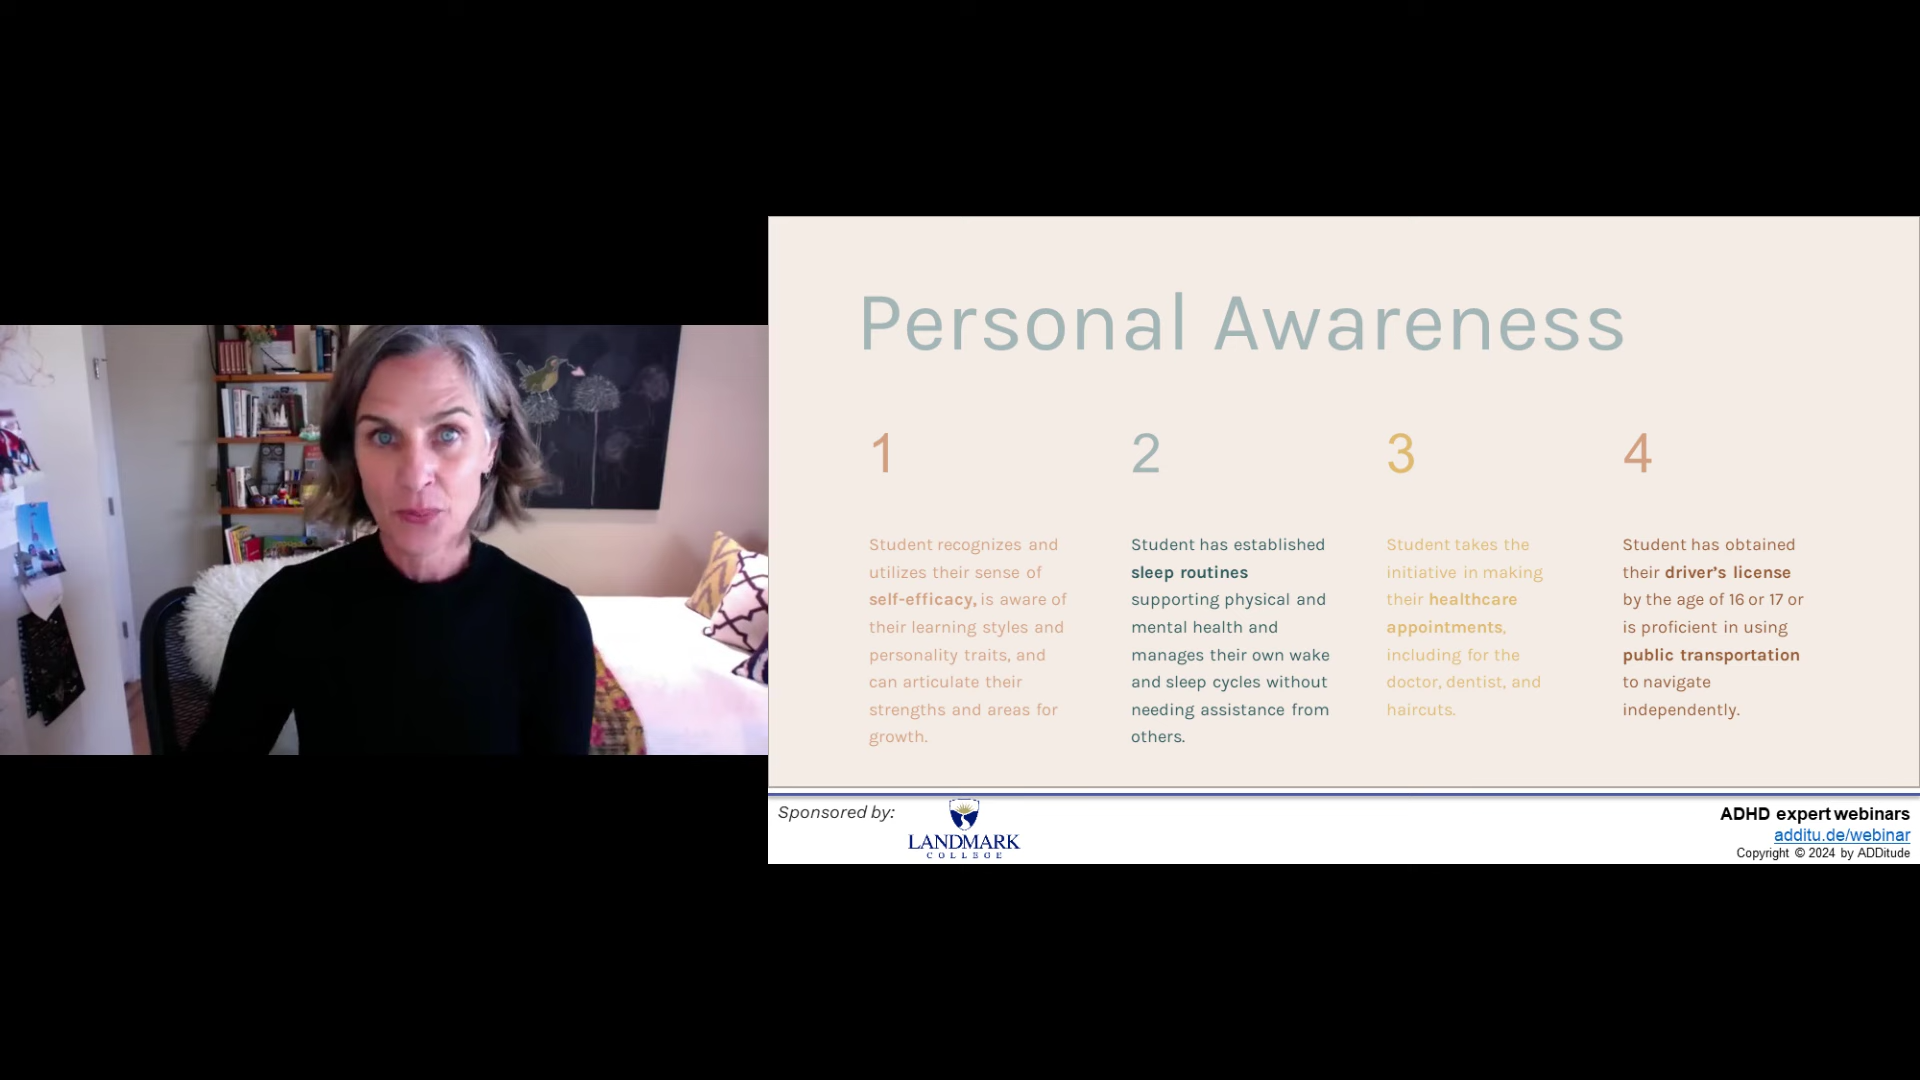 Personal Awareness
1
Student recognizes and
utilizes their sense of
self-efficacy, is aware of
their learning styles and
personality traits, and
can articulate their
strengths and areas for
growth.
2
Student has established
sleep routines
supporting physical and
mental health and
manages their own wake
and sleep cycles without
needing assistance from
others.
3
Student takes the
initiative in making
their healthcare
appointments,
including for the
doctor, dentist, and
haircuts.
4
Student has obtained
their driver's license
by the age of 16 or 17 or
is proficient in using
public transportation
to navigate
independently.
Sponsored by:
LANDMARK
COLLEGE
ADHD expert webinars
additu.de/webinar
Copyright © 2024 by ADDitude